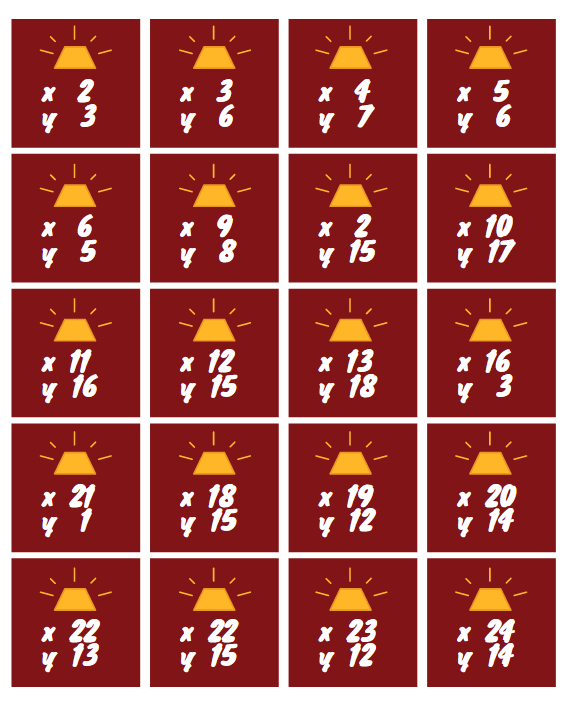 x 2
y 3
x 3
y 6
x 4
y 7
x 5
y 6
x 6
y 5
x 9
y 8
x 2
y 15
x 10
y 17
x 11
y 16
x 12
y 15
x 13
y 18
x 16
y 3
x 21
y 1
x 18
y 15
x 19
y 12
x 20
y 14
x 22
y 13
x 22
y 15
x 23
y 12
x 24
y 14